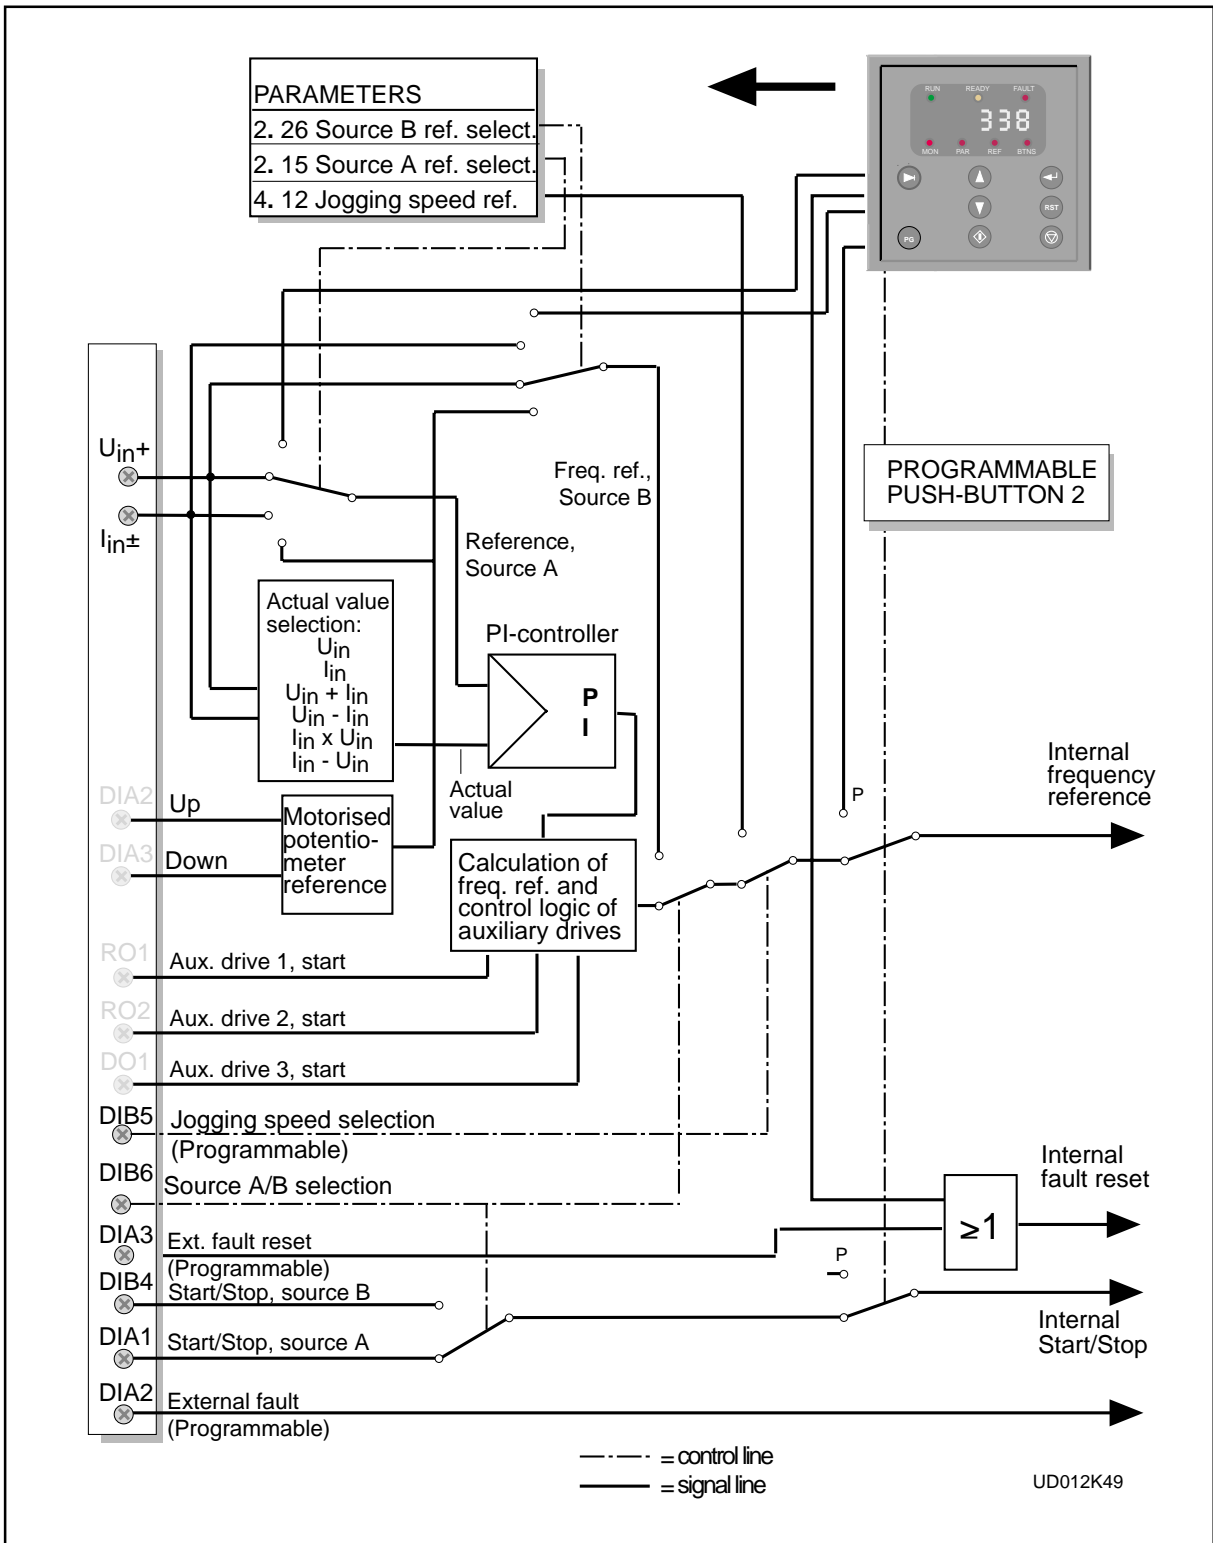 PARAMETERS
2. 26 Source B ref. select.
2. 15 Source A ref. select.
4. 12 Jogging speed ref.
RUN READY FAULT
338
MON PAR REF BTNS
RST
PG
PROGRAMMABLE
PUSH-BUTTON 2
Uin+
Iin±
Freq. ref.,
Source B
Reference,
Source A
Actual value
selection:
Uin
Iin
Uin + Iin
Uin - Iin
Iin x Uin
Iin - Uin
PI-controller
P
I
Actual
value
Internal
frequency
reference
P
DIA2
Up
DIA3
Down
Motorised
potentio-
meter
reference
Calculation of
freq. ref. and
control logic of
auxiliary drives
RO1
Aux. drive 1, start
RO2
Aux. drive 2, start
DO1
Aux. drive 3, start
DIB5
Jogging speed selection
(Programmable)
DIB6
Source A/B selection
Internal
fault reset
≥1
DIA3
Ext. fault reset
(Programmable)
P
DIB4
Start/Stop, source B
DIA1
Start/Stop, source A
Internal
Start/Stop
DIA2
External fault
(Programmable)
= control line
= signal line
UD012K49